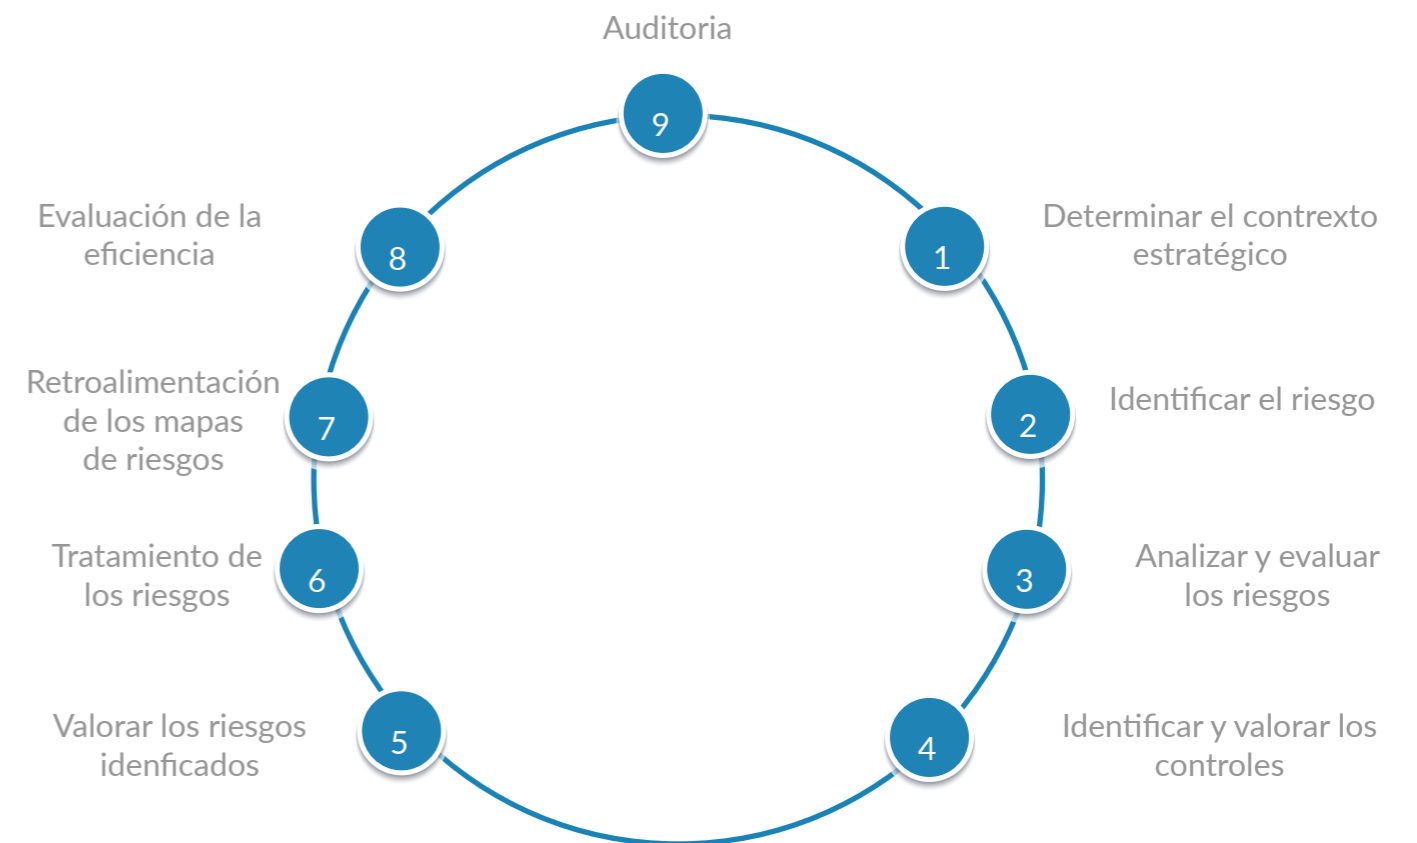 Auditoria
9
1
Determinar el contrexto
estratégico
2
Identificar el riesgo
3
Analizar y evaluar
los riesgos
4
Identificar y valorar los
controles
5
Valorar los riesgos
idenficados
6
Tratamiento de
los riesgos
7
Retroalimentación
de los mapas
de riesgos
8
Evaluación de la
eficiencia